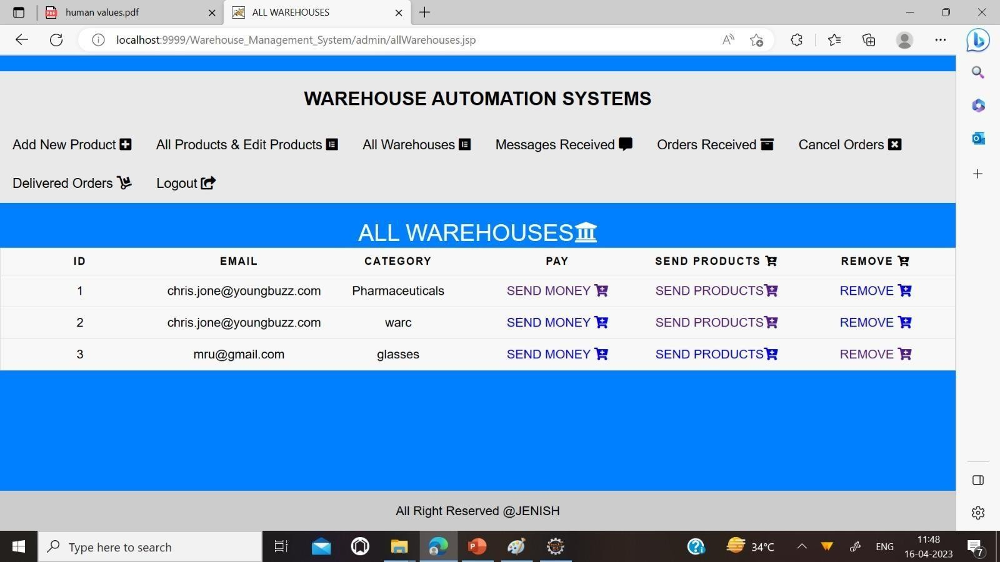 human values.pdf
ALL WAREHOUSES
localhost:9999/Warehouse_Management_System/admin/allWarehouses.jsp
WAREHOUSE AUTOMATION SYSTEMS
Add New Product All Products & Edit Products All Warehouses Messages Received Orders Received Cancel Orders
Delivered Orders Logout
ALL WAREHOUSES
ID EMAIL CATEGORY PAY SEND PRODUCTS REMOVE
1 chris.jone@youngbuzz.com Pharmaceuticals SEND MONEY SEND PRODUCTS REMOVE
2 chris.jone@youngbuzz.com warc SEND MONEY SEND PRODUCTS REMOVE
3 mru@gmail.com glasses SEND MONEY SEND PRODUCTS REMOVE
All Right Reserved @JENISH
Type here to search
34°C
ENG
11:48
16-04-2023
7